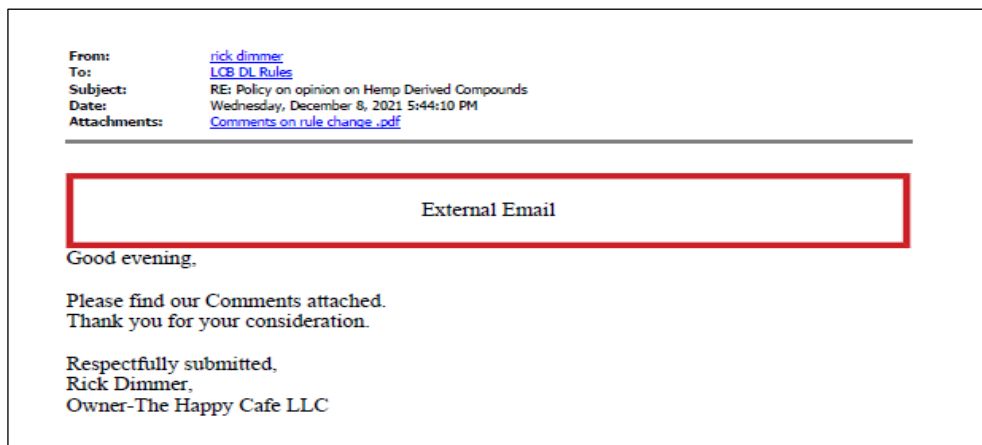 From: rick dimmer
To: LCB DL Rules
Subject: RE: Policy on opinion on Hemp Derived Compounds
Date: Wednesday, December 8, 2021 5:44:10 PM
Attachments: Comments on rule change .pdf
External Email
Good evening,
Please find our Comments attached.
Thank you for your consideration.
Respectfully submitted,
Rick Dimmer,
Owner-The Happy Cafe LLC